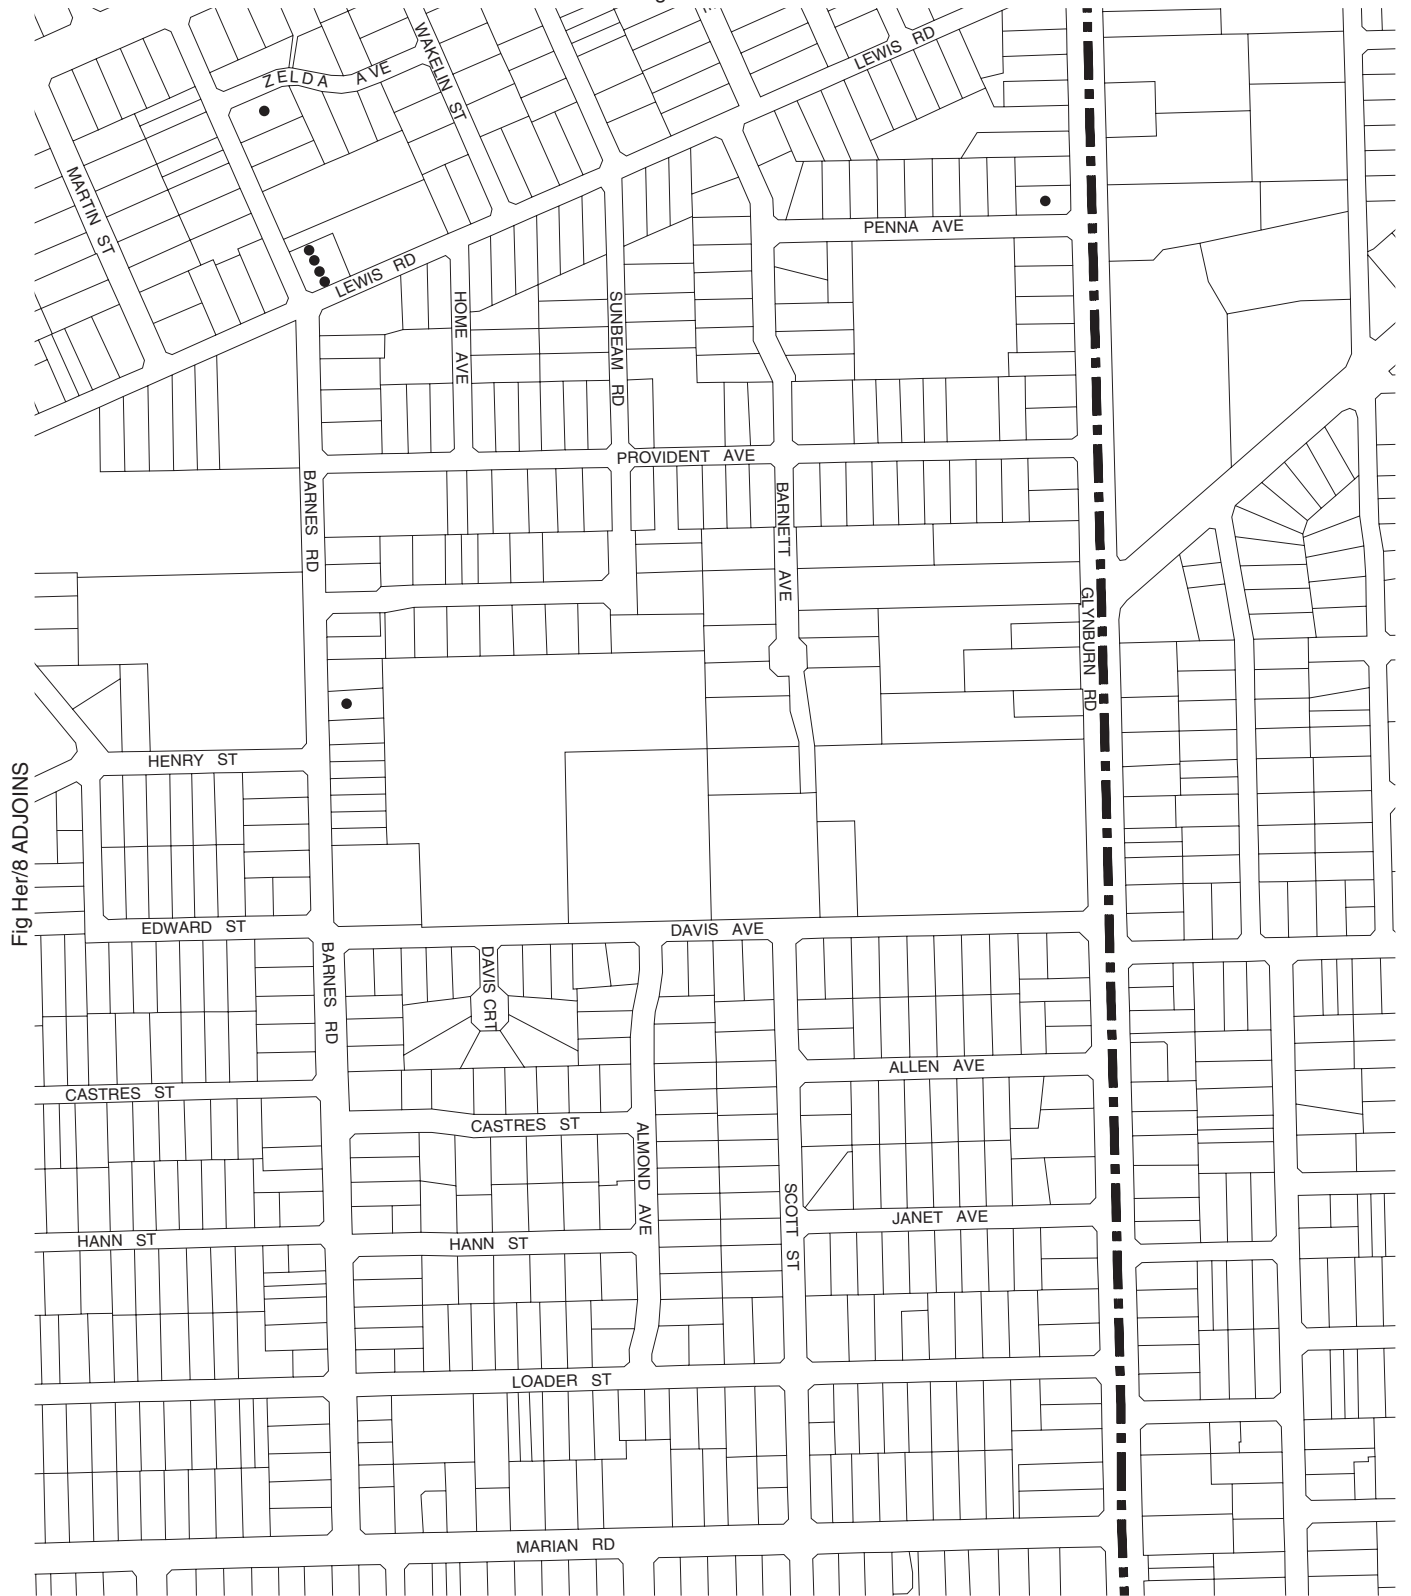 WAKELIN ST
LEWIS RD
ZELDA AVE
MARTIN ST
PENNA AVE
LEWIS RD
HOME AVE
SUNBEAM RD
PROVIDENT AVE
BARNES RD
BARNETT AVE
GLYNBURN RD
HENRY ST
Fig Her/8 ADJOINS
EDWARD ST
DAVIS AVE
BARNES RD
DAVIS CRT
ALLEN AVE
CASTRES ST
CASTRES ST
ALMOND AVE
SCOTT ST
JANET AVE
HANN ST
HANN ST
LOADER ST
MARIAN RD